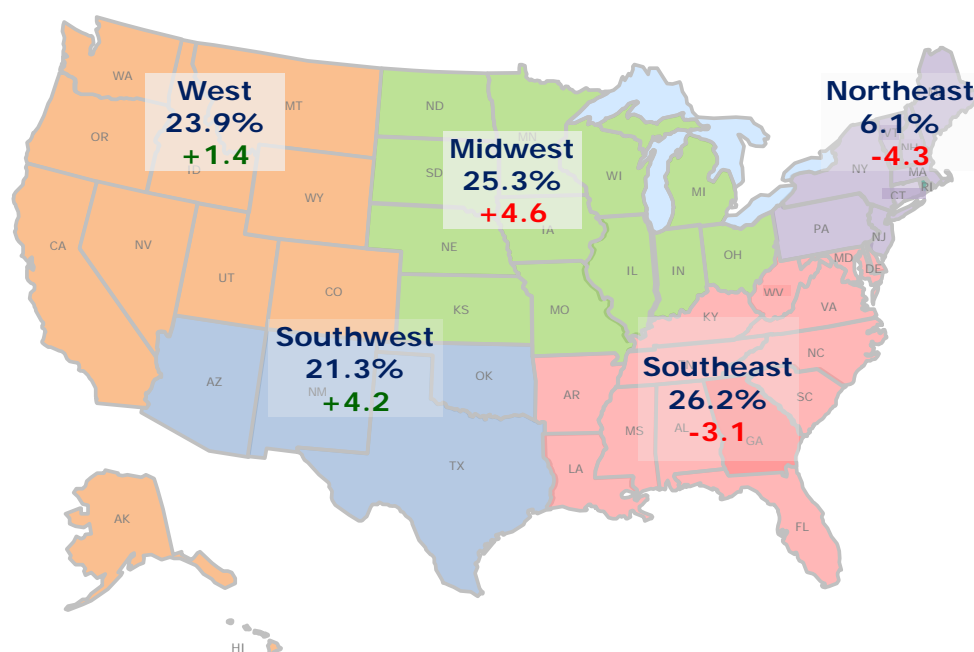 West
23.9%
+1.4
Northeast
6.1%
-4.3
Midwest
25.3%
+4.6
Southwest
21.3%
+4.2
Southeast
26.2%
-3.1
WA
OR
ID
MT
WY
CA
NV
UT
CO
AZ
NM
ND
SD
NE
KS
MN
IA
MO
WI
IL
IN
MI
OH
OK
TX
AR
LA
MS
AL
GA
FL
SC
NC
VA
WV
KY
TN
MD
DE
PA
NJ
NY
CT
RI
MA
NH
VT
AK
HI